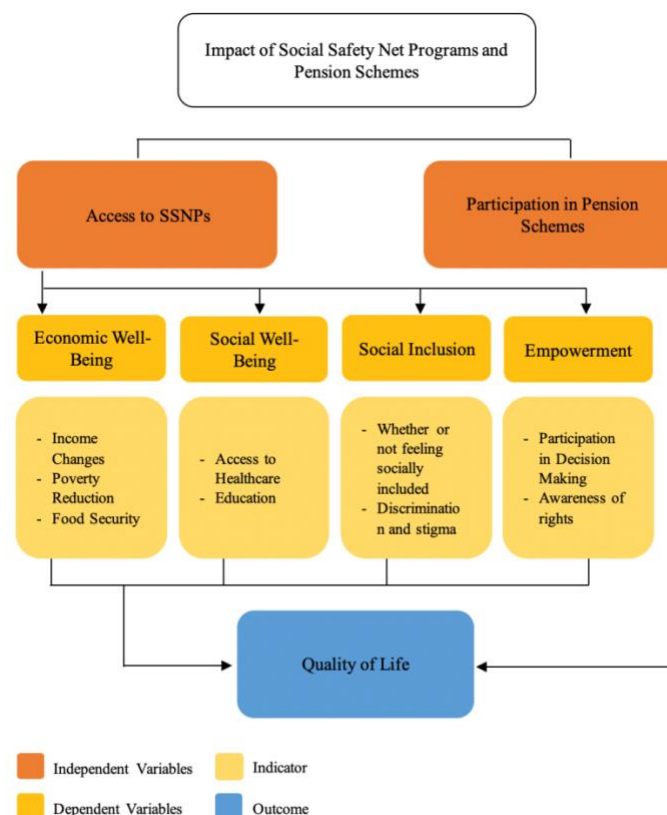 Impact of Social Safety Net Programs and
Pension Schemes
Access to SSNPs
Participation in Pension
Schemes
Economic Well-
Being
Social Well-
Being
Social Inclusion
Empowerment
- Income
Changes
- Poverty
Reduction
- Food Security
- Access to
Healthcare
- Education
- Whether or
not feeling
socially
included
- Discriminatio
n and stigma
- Participation
in Decision
Making
- Awareness of
rights
Quality of Life
Independent Variables
Indicator
Dependent Variables
Outcome